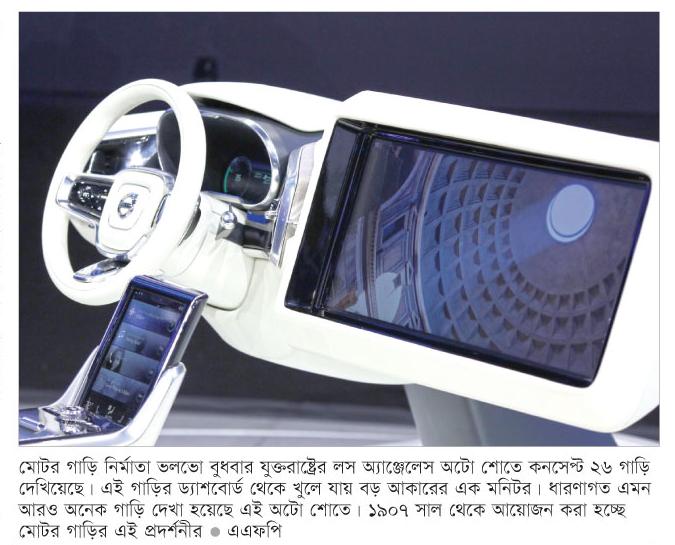 মোটর গাড়ি নির্মাতা ভলভো বুধবার যুক্তরাষ্ট্রের লস অ্যাঞ্জেলেস অটো শোতে কনসেপ্ট ২৬ গাড়ি
দেখিয়েছে। এই গাড়ির ড্যাশবোর্ড থেকে খুলে যায় বড় আকারের এক মনিটর। ধারণাগত এমন
আরও অনেক গাড়ি দেখা হয়েছে এই অটো শোতে। ১৯০৭ সাল থেকে আয়োজন করা হচ্ছে
মোটর গাড়ির এই প্রদর্শনীর ● এএফপি